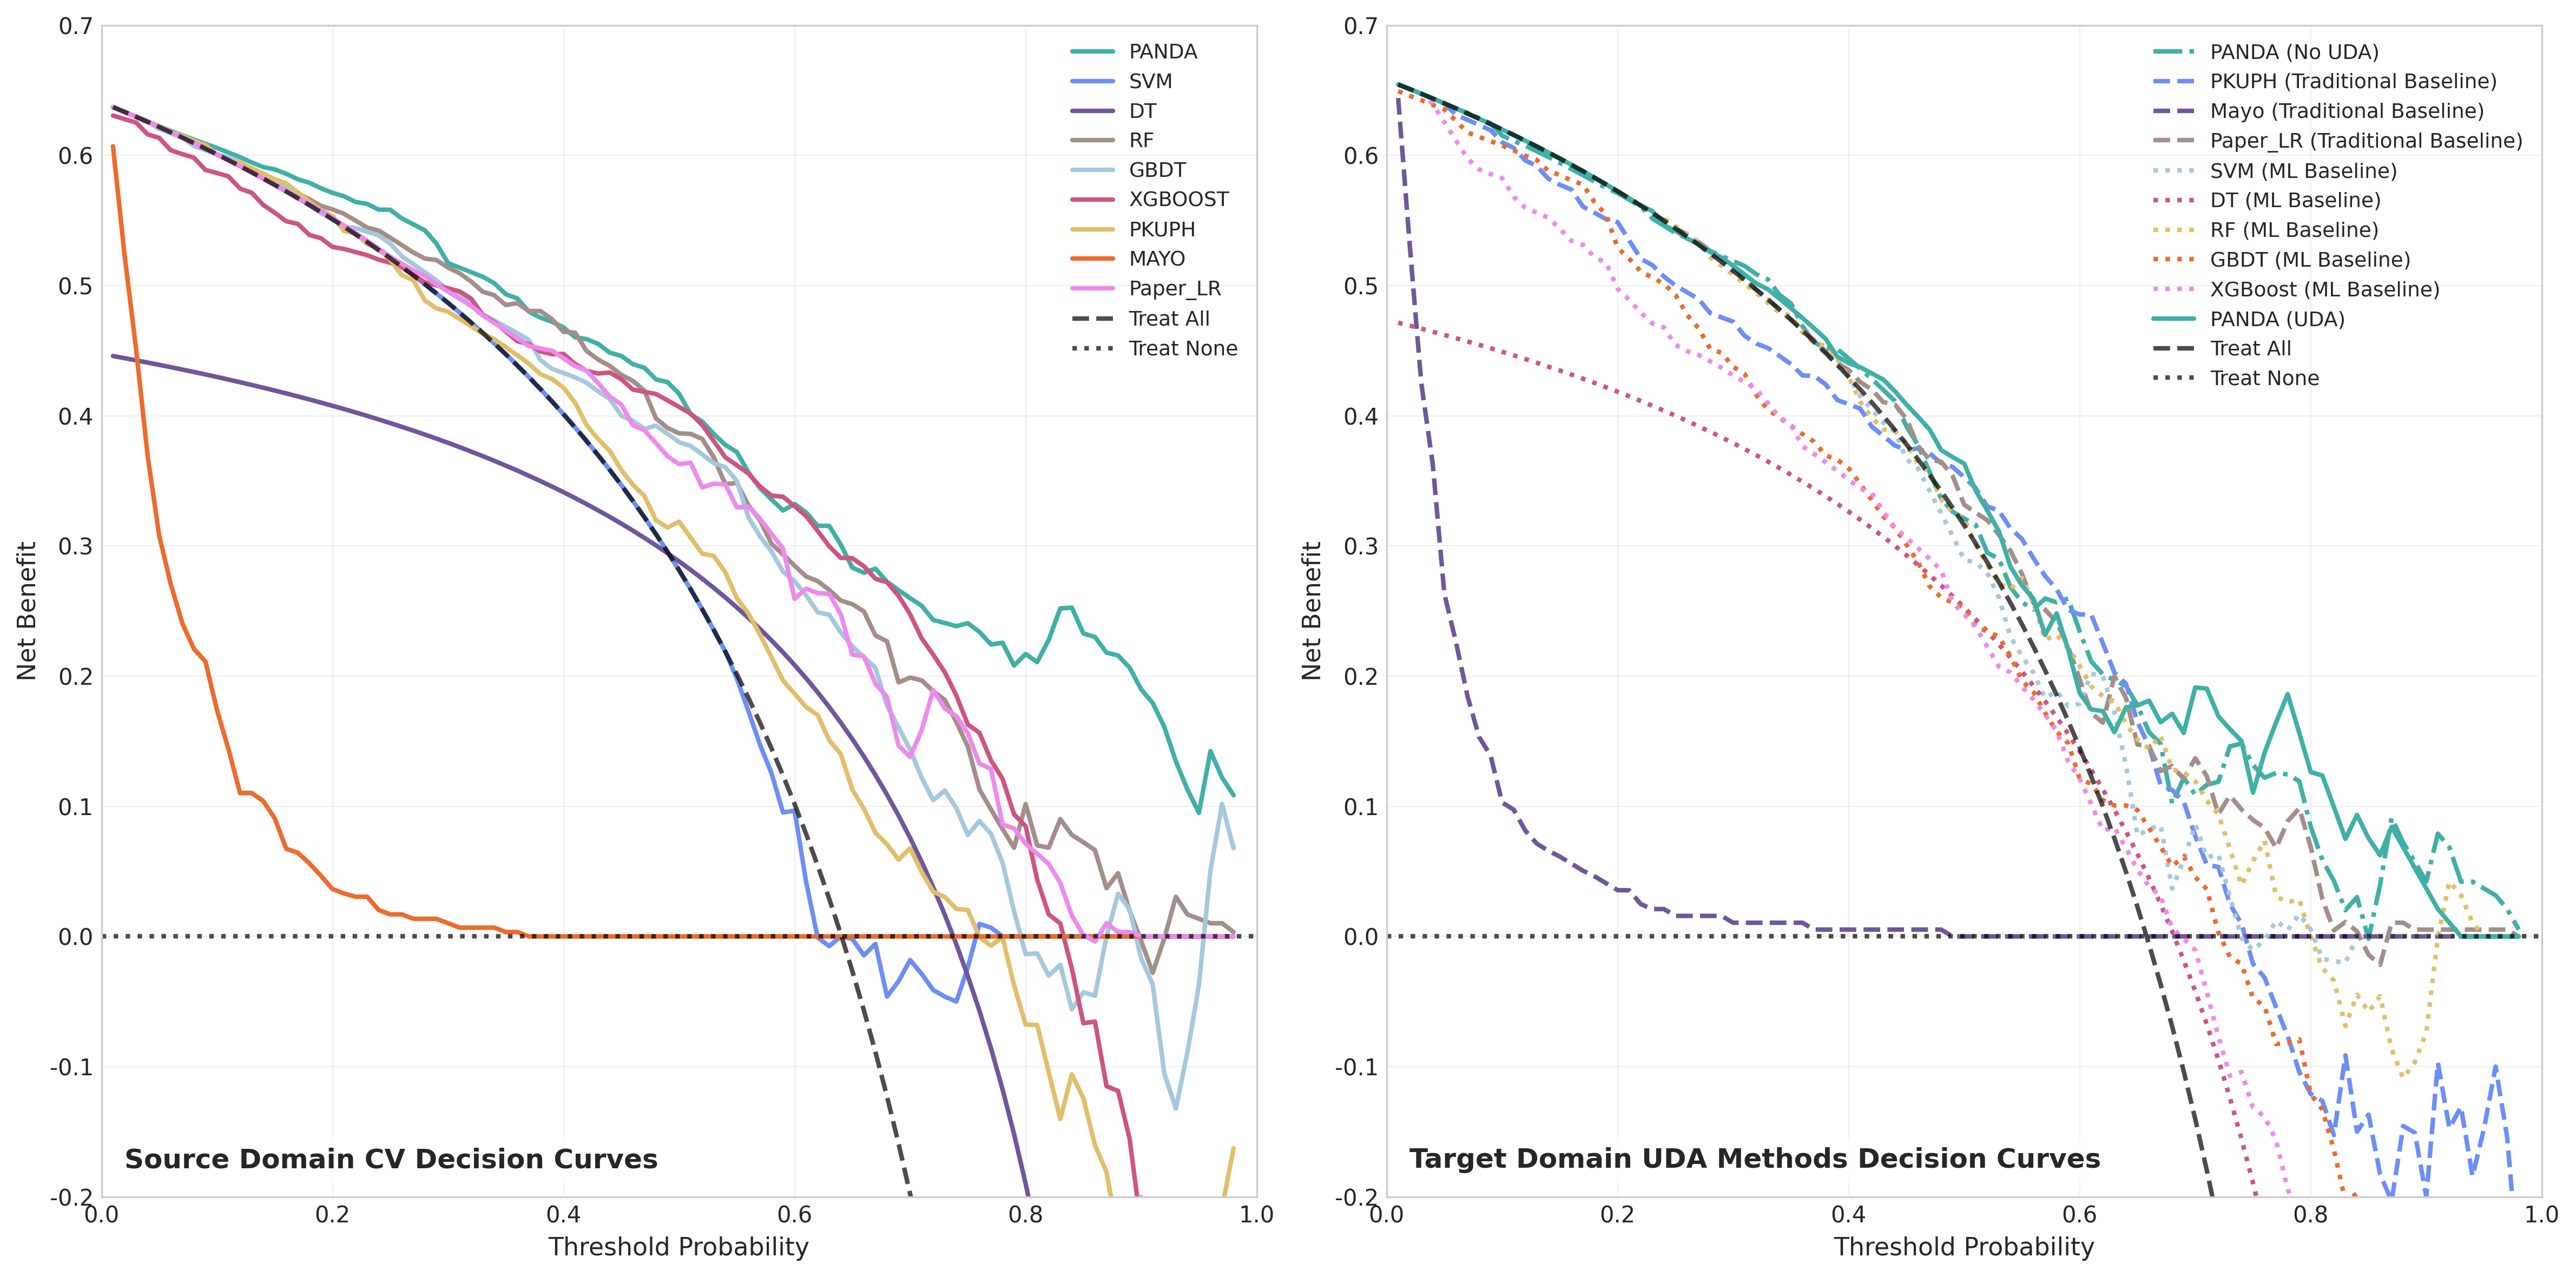 0.7
0.6
0.5
0.4
0.3
0.2
0.1
0.0
-0.1
-0.2
Net Benefit
PANDA
SVM
DT
RF
GBDT
XGBOOST
PKUPH
MAYO
Paper_LR
Treat All
Treat None
Source Domain CV Decision Curves
0.0 0.2 0.4 0.6 0.8 1.0
Threshold Probability
0.7
0.6
0.5
0.4
0.3
0.2
0.1
0.0
-0.1
-0.2
Net Benefit
PANDA (No UDA)
PKUPH (Traditional Baseline)
Mayo (Traditional Baseline)
Paper_LR (Traditional Baseline)
SVM (ML Baseline)
DT (ML Baseline)
RF (ML Baseline)
GBDT (ML Baseline)
XGBoost (ML Baseline)
PANDA (UDA)
Treat All
Treat None
Target Domain UDA Methods Decision Curves
0.0 0.2 0.4 0.6 0.8 1.0
Threshold Probability